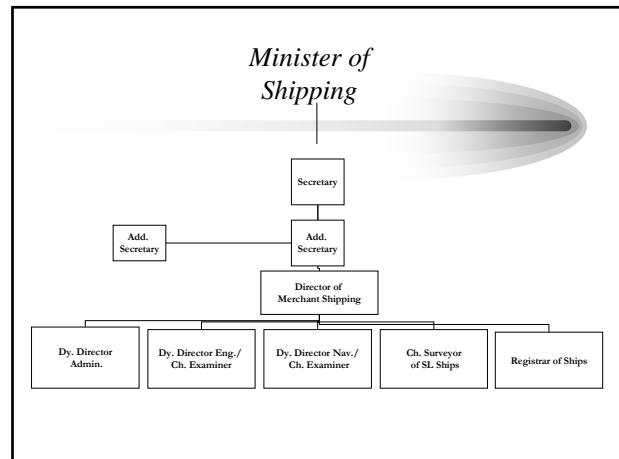 Minister of
Shipping
Secretary
Add.
Secretary
Add.
Secretary
Director of
Merchant Shipping
Dy. Director
Admin.
Dy. Director Eng./
Ch. Examiner
Dy. Director Nav./
Ch. Examiner
Ch. Surveyor
of SL Ships
Registrar of Ships